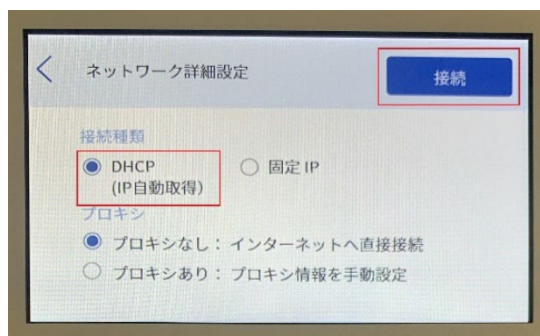 ネットワーク詳細設定
接続
接続種類
DHCP
(IP自動取得)
固定 IP
プロキシ
プロキシなし： インターネットへ直接接続
プロキシあり： プロキシ情報を手動設定